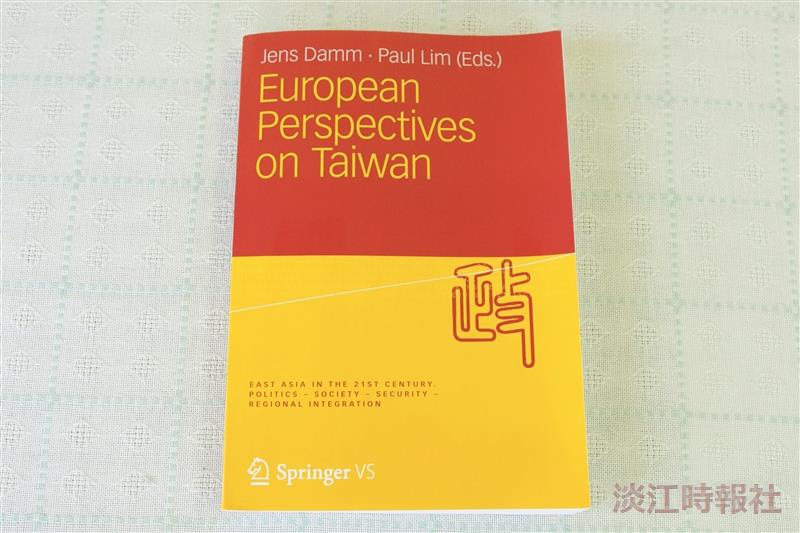 Jens Damm · Paul Lim (Eds.)
European
Perspectives
on Taiwan
政
EAST ASIA IN THE 21ST CENTURY.
POLITICS – SOCIETY – SECURITY –
REGIONAL INTEGRATION
Springer VS
淡江時報社